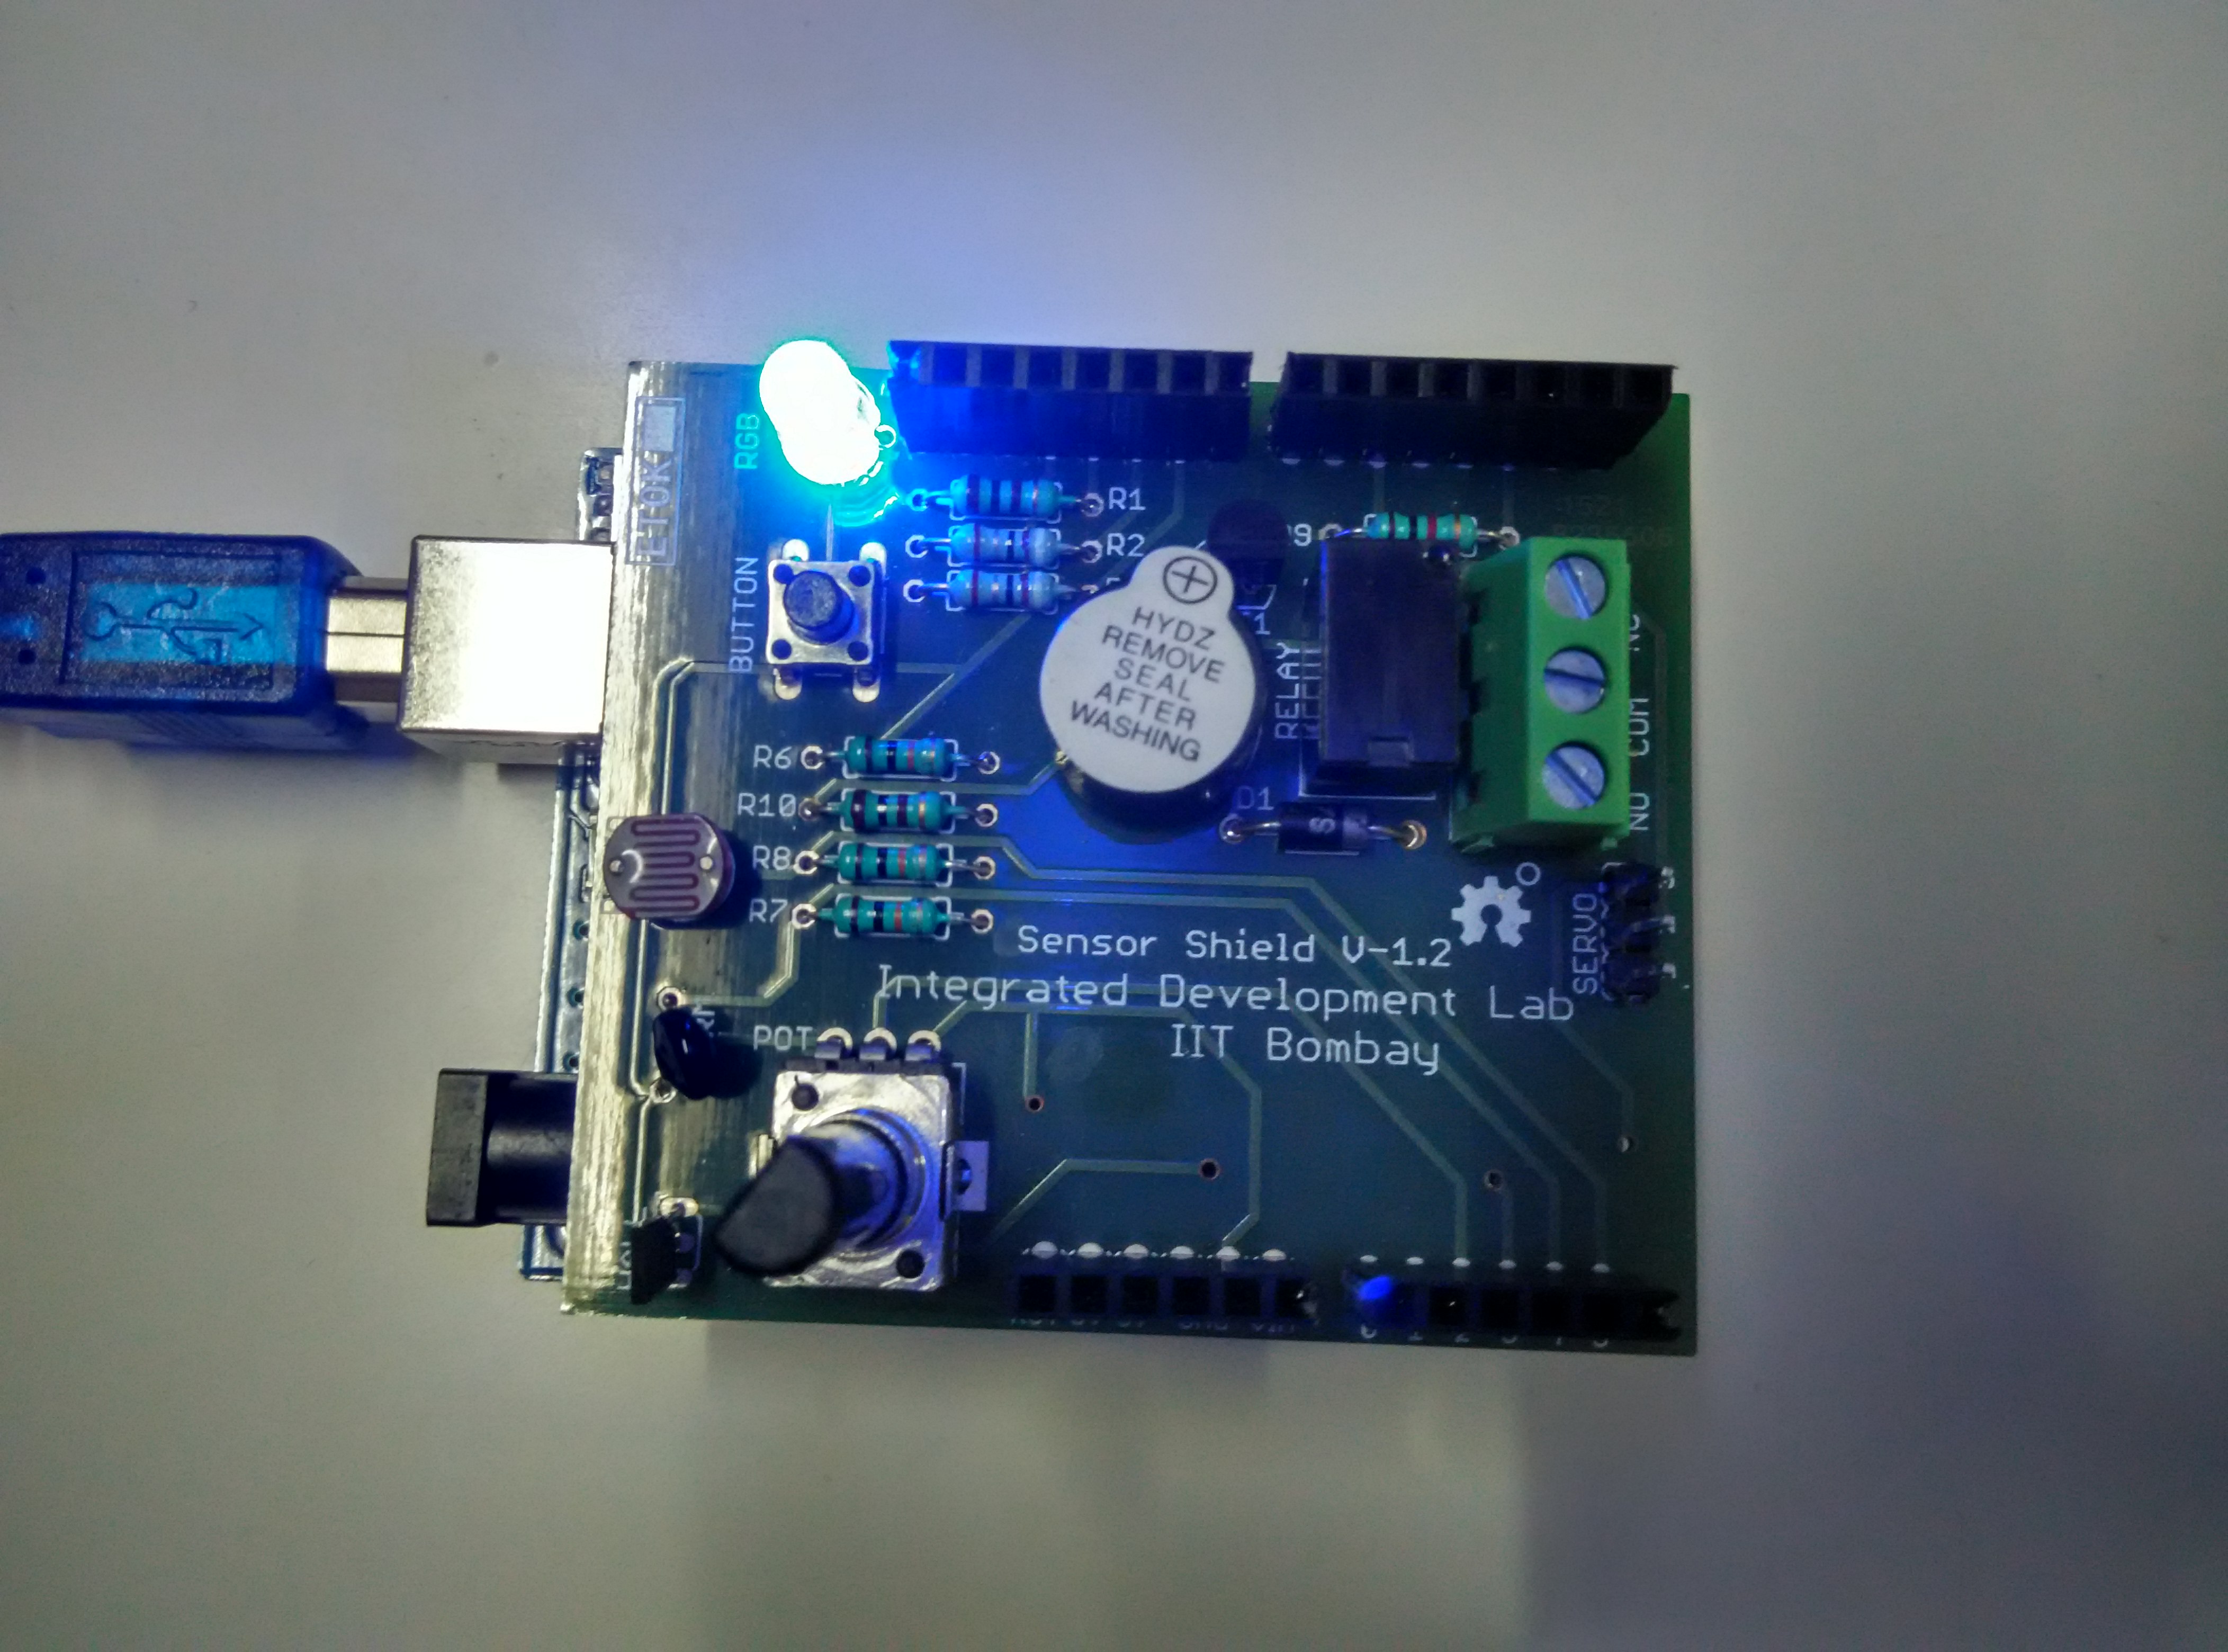 RGB
R1
R2
BUTTON
HYDZ
REMOVE
SEAL
AFTER
WASHING
RELAY
NC
COM
NO
R6
R10
R8
R7
D1
SERVO
Sensor Shield V-1.2
Integrated Development Lab
IIT Bombay
POT